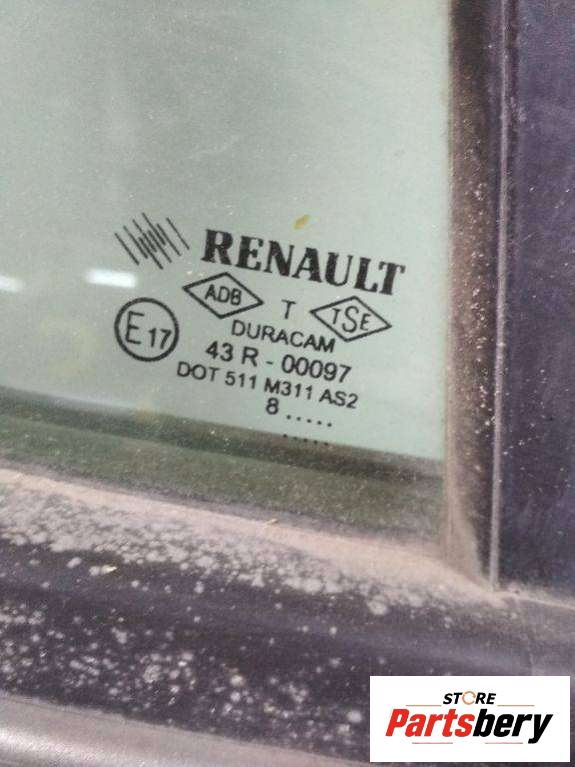 RENAULT
ADB T TSE
DURACAM
E17 43 R - 00097
DOT 511 M311 AS2
8 .....
.....
STORE
Partsbery